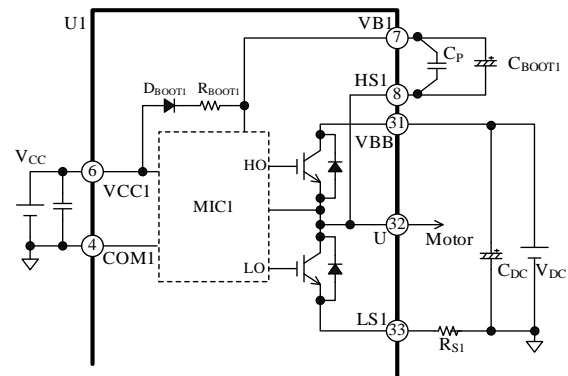 U1
VB1
7
CP
CBOOT1
HS1
8
DBOOT1
RBOOT1
31
VBB
VCC
6
VCC1
HO
MIC1
32
U
Motor
4
COM1
LO
CDC
VDC
LS1
33
RS1